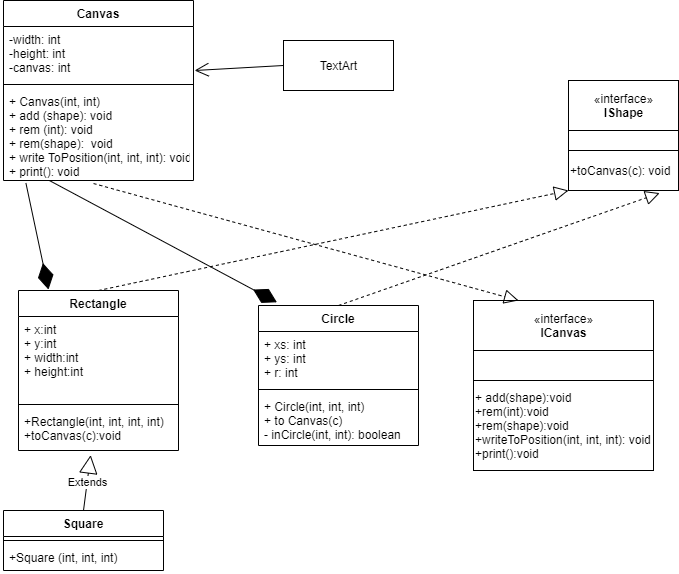 Canvas
-width: int
-height: int
-canvas: int
+ Canvas(int, int)
+ add (shape): void
+ rem (int): void
+ rem(shape):  void
+ write ToPosition(int, int, int): void
+ print(): void
TextArt
«interface»
IShape
+toCanvas(c): void
Rectangle
+ x:int
+ y:int
+ width:int
+ height:int
+Rectangle(int, int, int, int)
+toCanvas(c):void
Circle
+ xs: int
+ ys: int
+ r: int
+ Circle(int, int, int)
+ to Canvas(c)
- inCircle(int, int): boolean
«interface»
ICanvas
+ add(shape):void
+rem(int):void
+rem(shape):void
+writeToPosition(int, int, int): void
+print():void
Extends
Square
+Square (int, int, int)